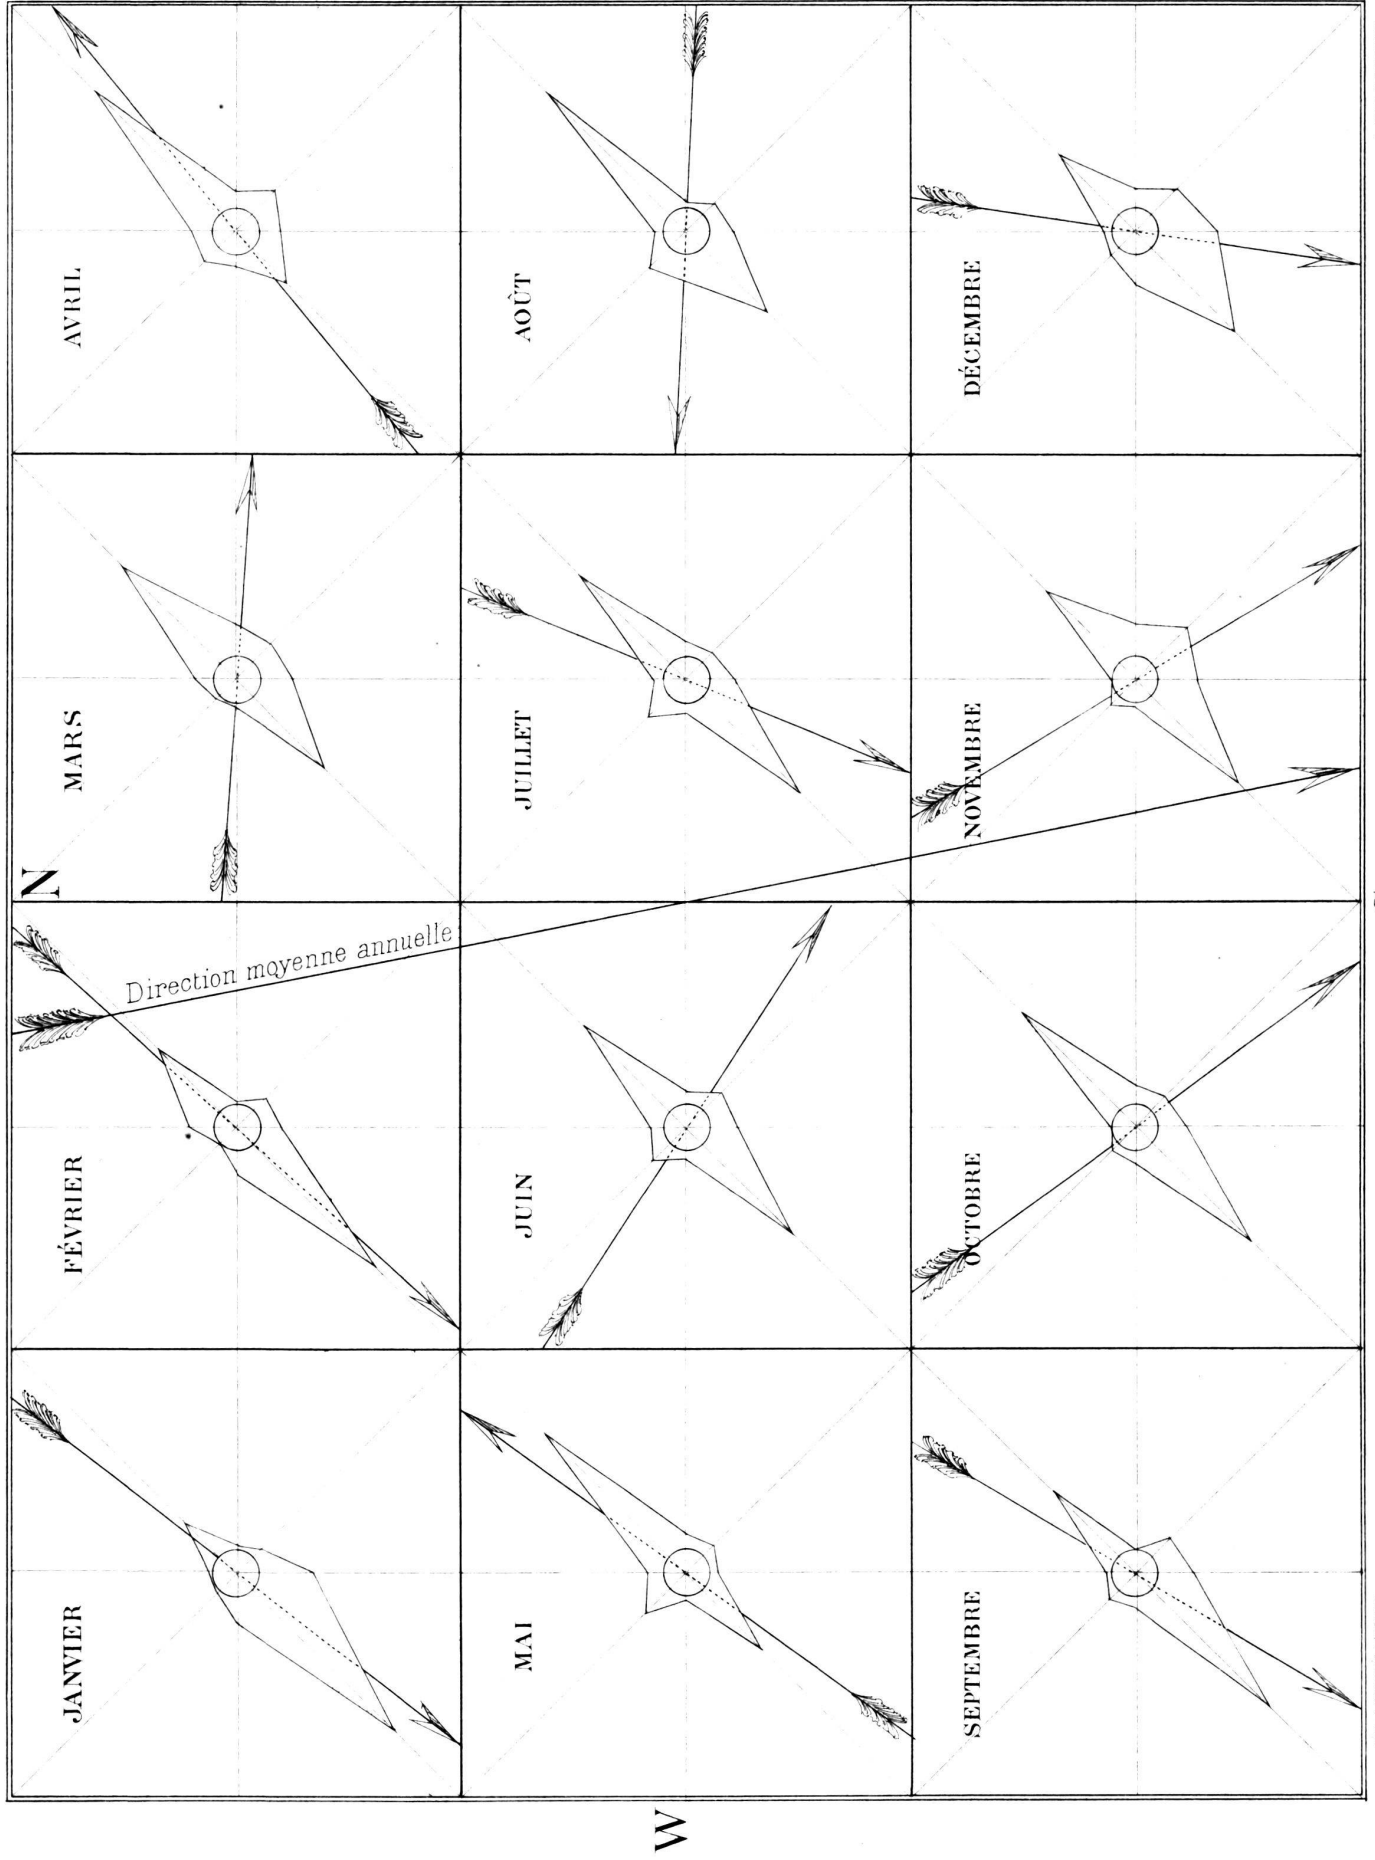 N
JANVIER
FÉVRIER
MARS
AVRIL
Direction moyenne annuelle
W
MAI
JUIN
JUILLET
AOÛT
SEPTEMBRE
OCTOBRE
NOVEMBRE
DÉCEMBRE